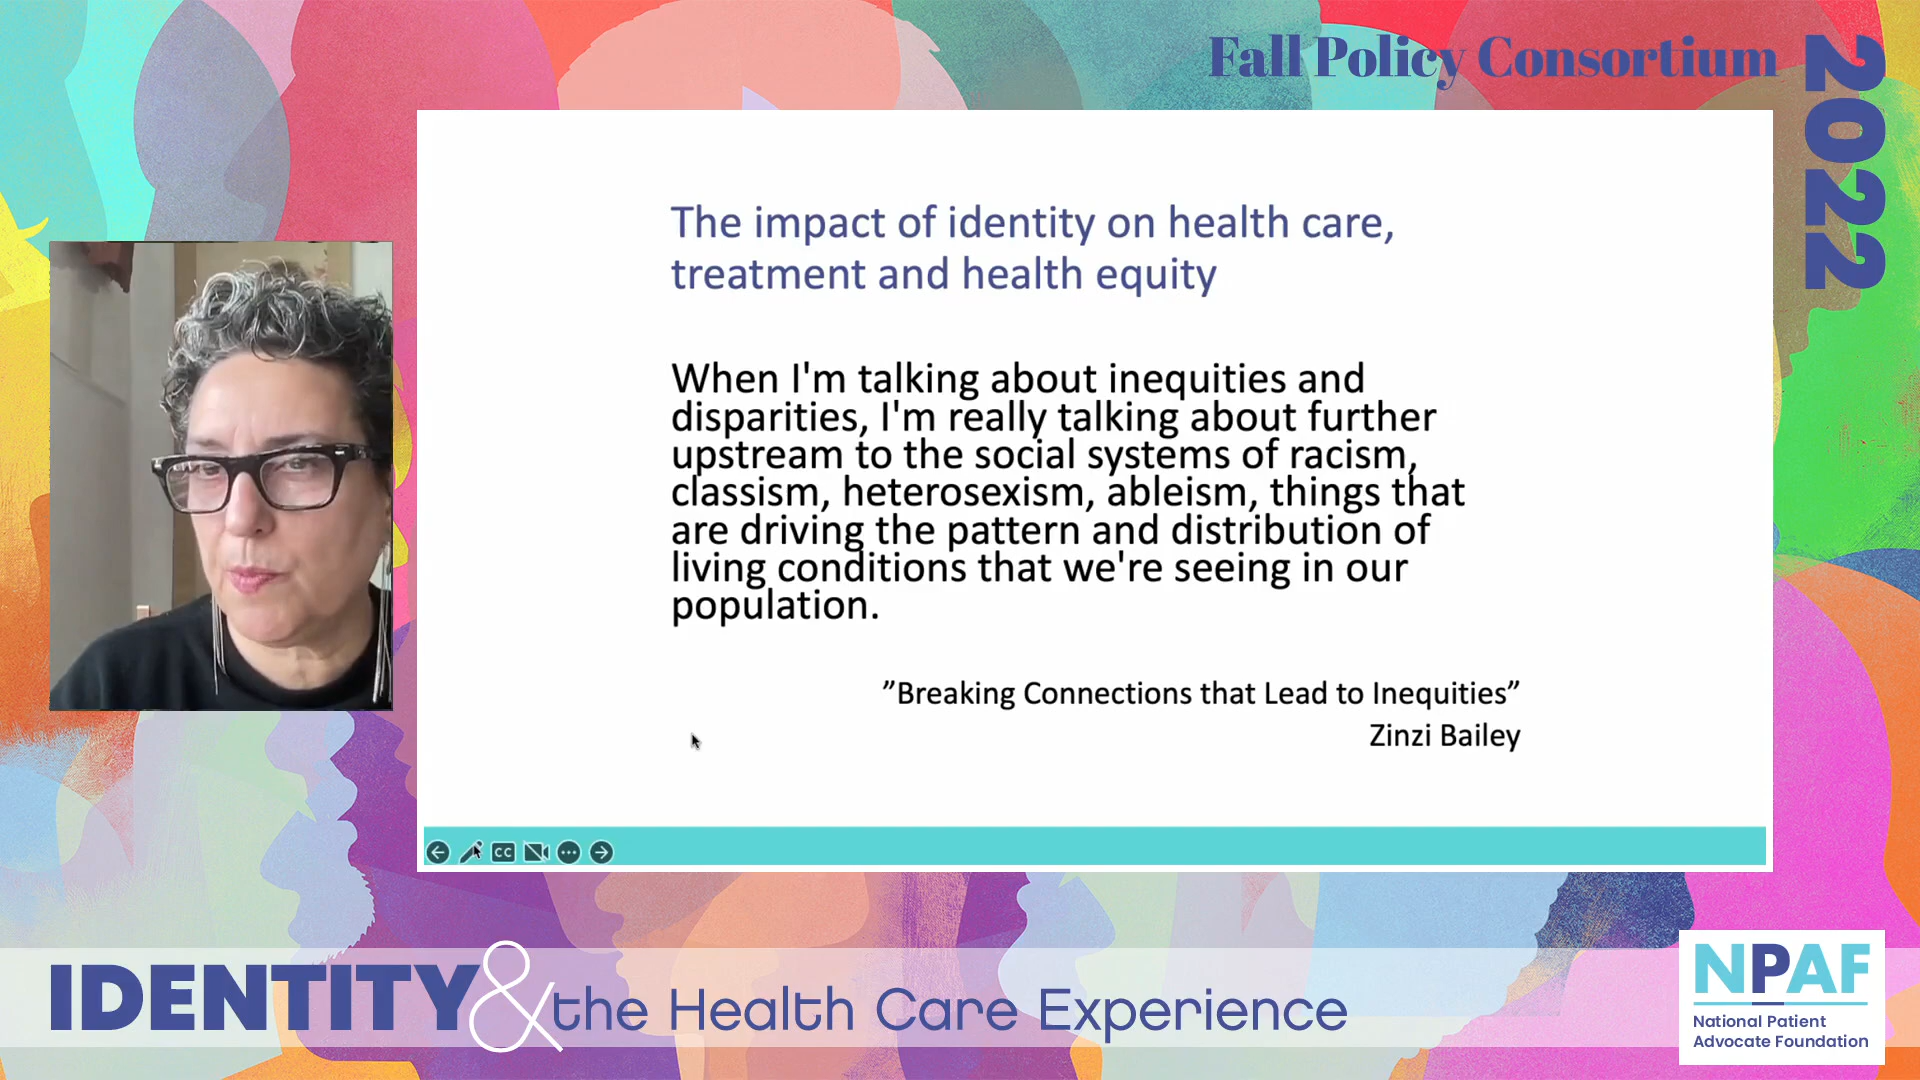 Fall Policy Consortium
2022
The impact of identity on health care,
treatment and health equity
When I'm talking about inequities and
disparities, I'm really talking about further
upstream to the social systems of racism,
classism, heterosexism, ableism, things that
are driving the pattern and distribution of
living conditions that we're seeing in our
population.
”Breaking Connections that Lead to Inequities”
Zinzi Bailey
CC
IDENTITY & the Health Care Experience
NPAF
National Patient
Advocate Foundation